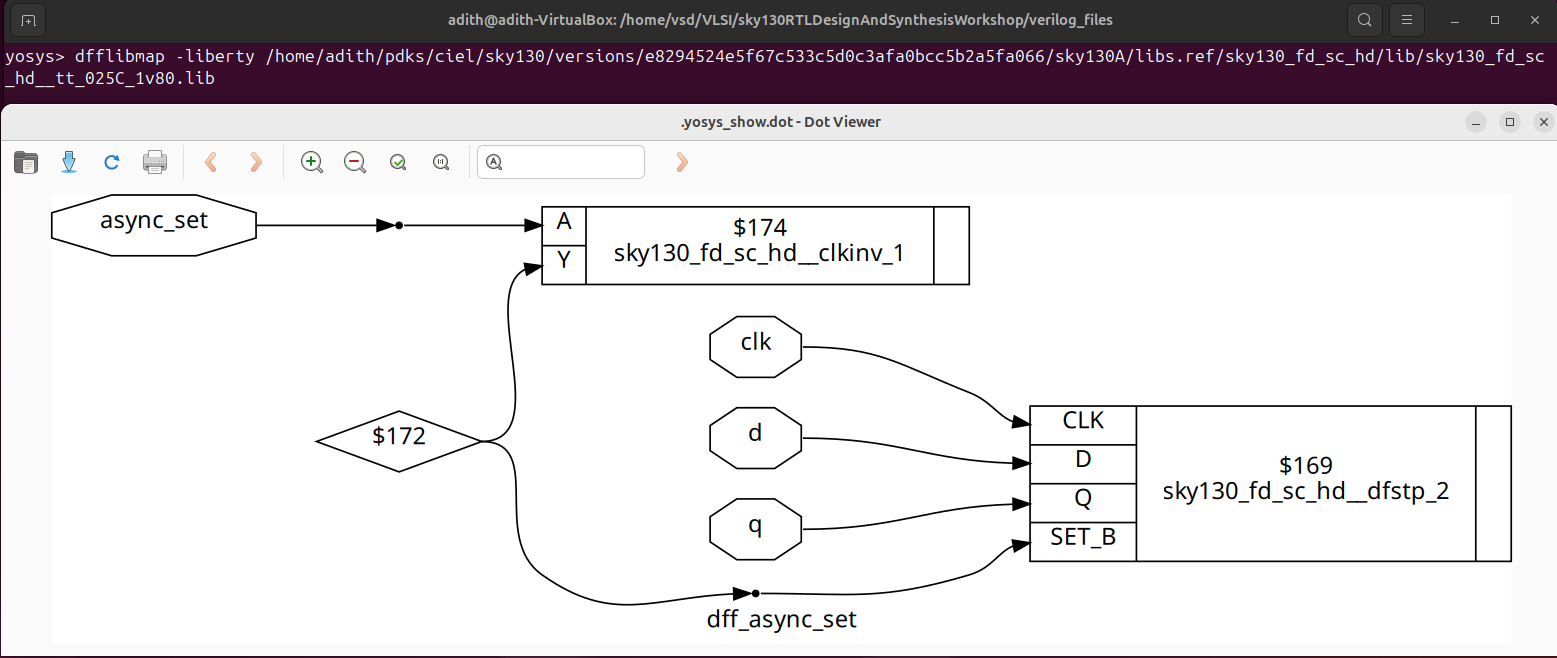 adith@adith-VirtualBox: /home/vsd/VLSI/sky130RTLDesignAndSynthesisWorkshop/verilog_files
yosys> dfflibmap -liberty /home/adith/pdks/ciel/sky130/versions/e8294524e5f67c533c5d0c3afa0bcc5b2a5fa066/sky130A/libs.ref/sky130_fd_sc_hd/lib/sky130_fd_sc
_hd__tt_025C_1v80.lib
.yosys_show.dot - Dot Viewer
async_set
A
Y
$174
sky130_fd_sc_hd__clkinv_1
clk
d
q
$172
CLK
D
Q
SET_B
$169
sky130_fd_sc_hd__dfstp_2
dff_async_set